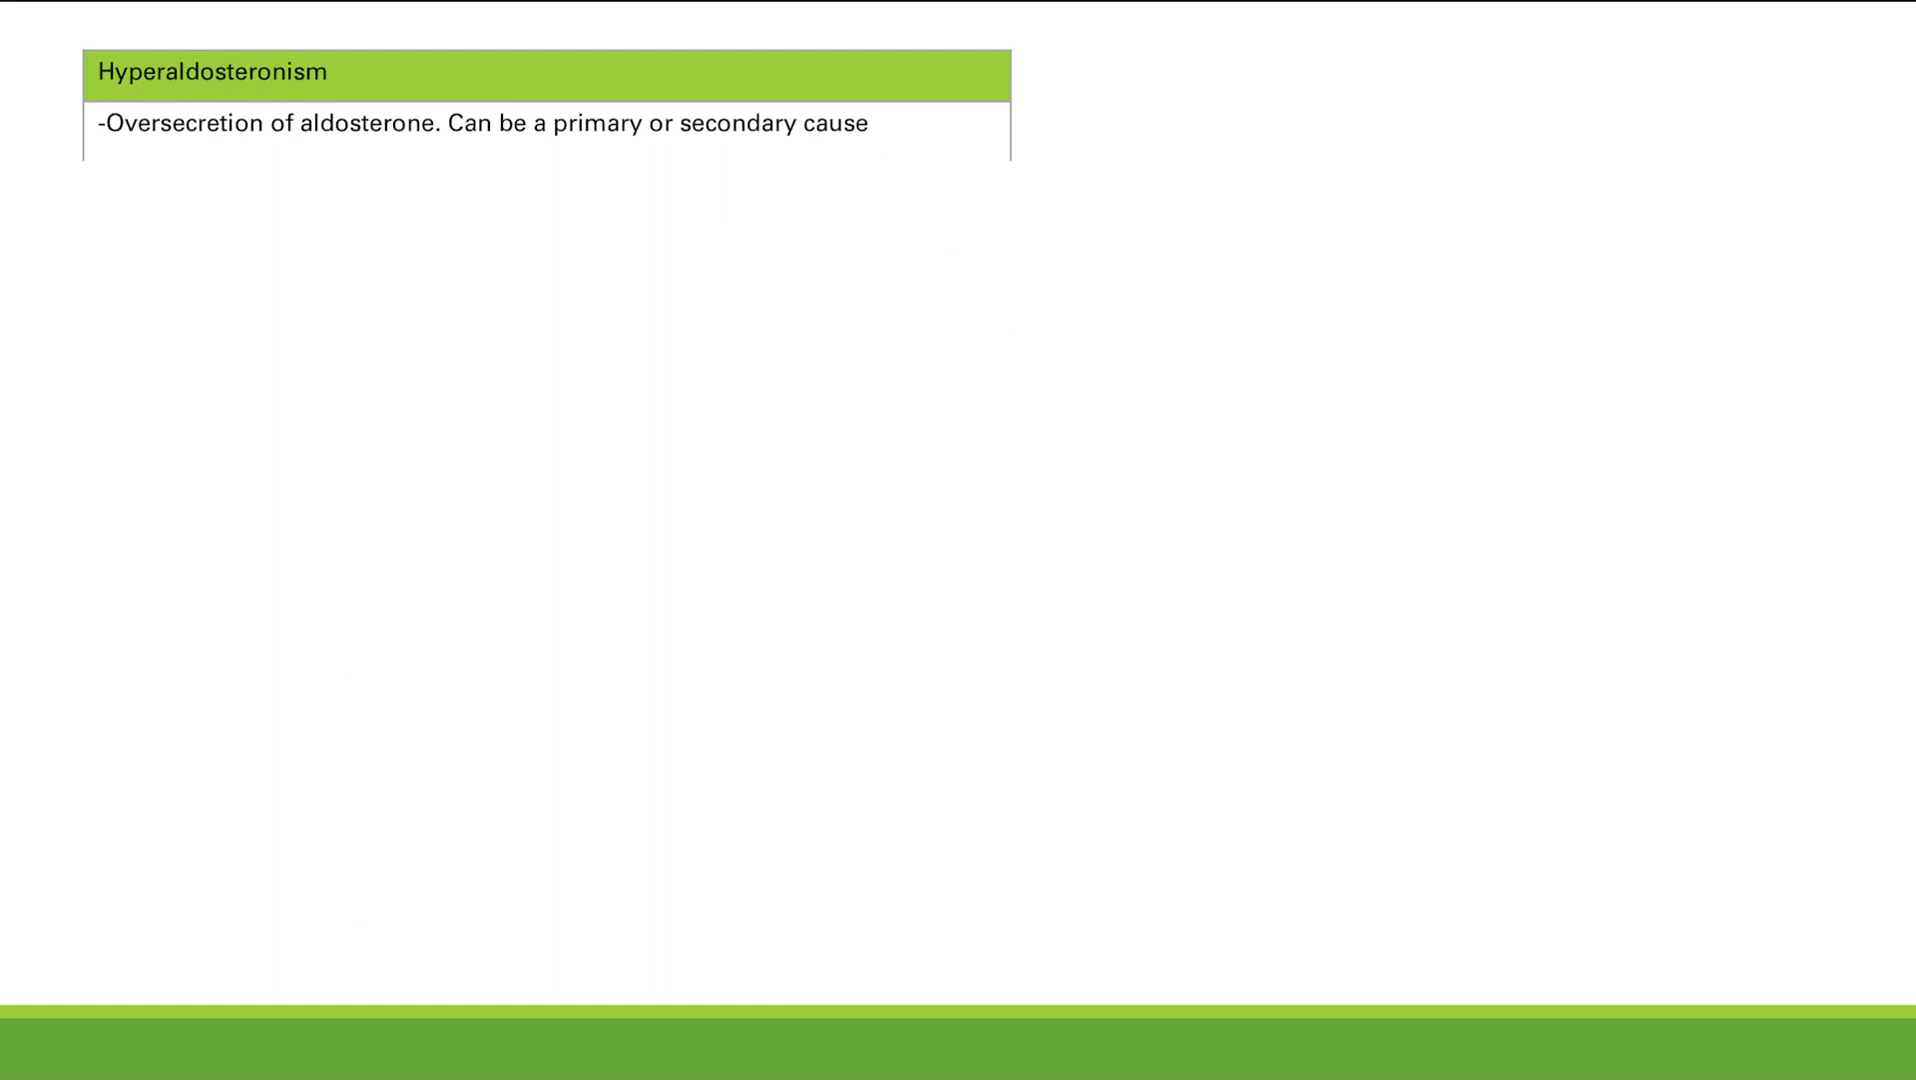 Hyperaldosteronism
-Oversecretion of aldosterone. Can be a primary or secondary cause